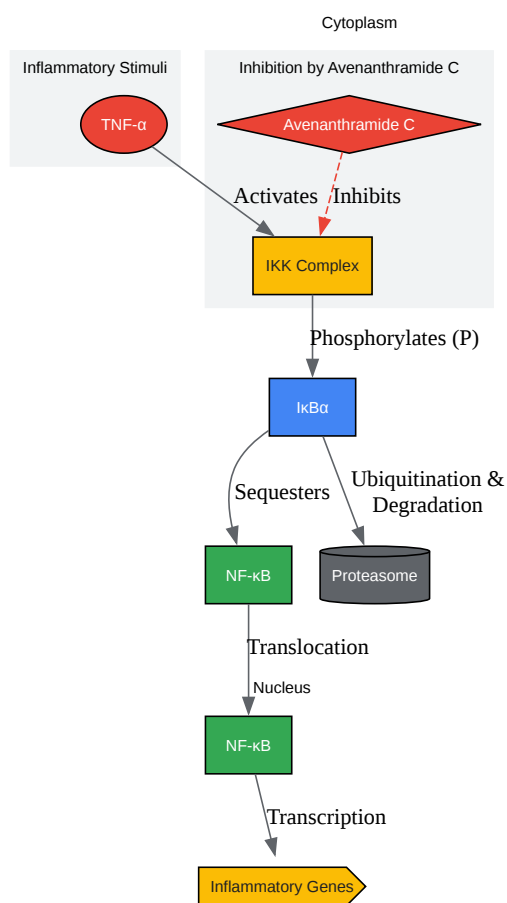 Cytoplasm
Inflammatory Stimuli
Inhibition by Avenanthramide C
TNF-α
Avenanthramide C
Activates
Inhibits
IKK Complex
Phosphorylates (P)
IκBα
Sequesters
Ubiquitination &
Degradation
NF-κB
Proteasome
Translocation
Nucleus
NF-κB
Transcription
Inflammatory Genes